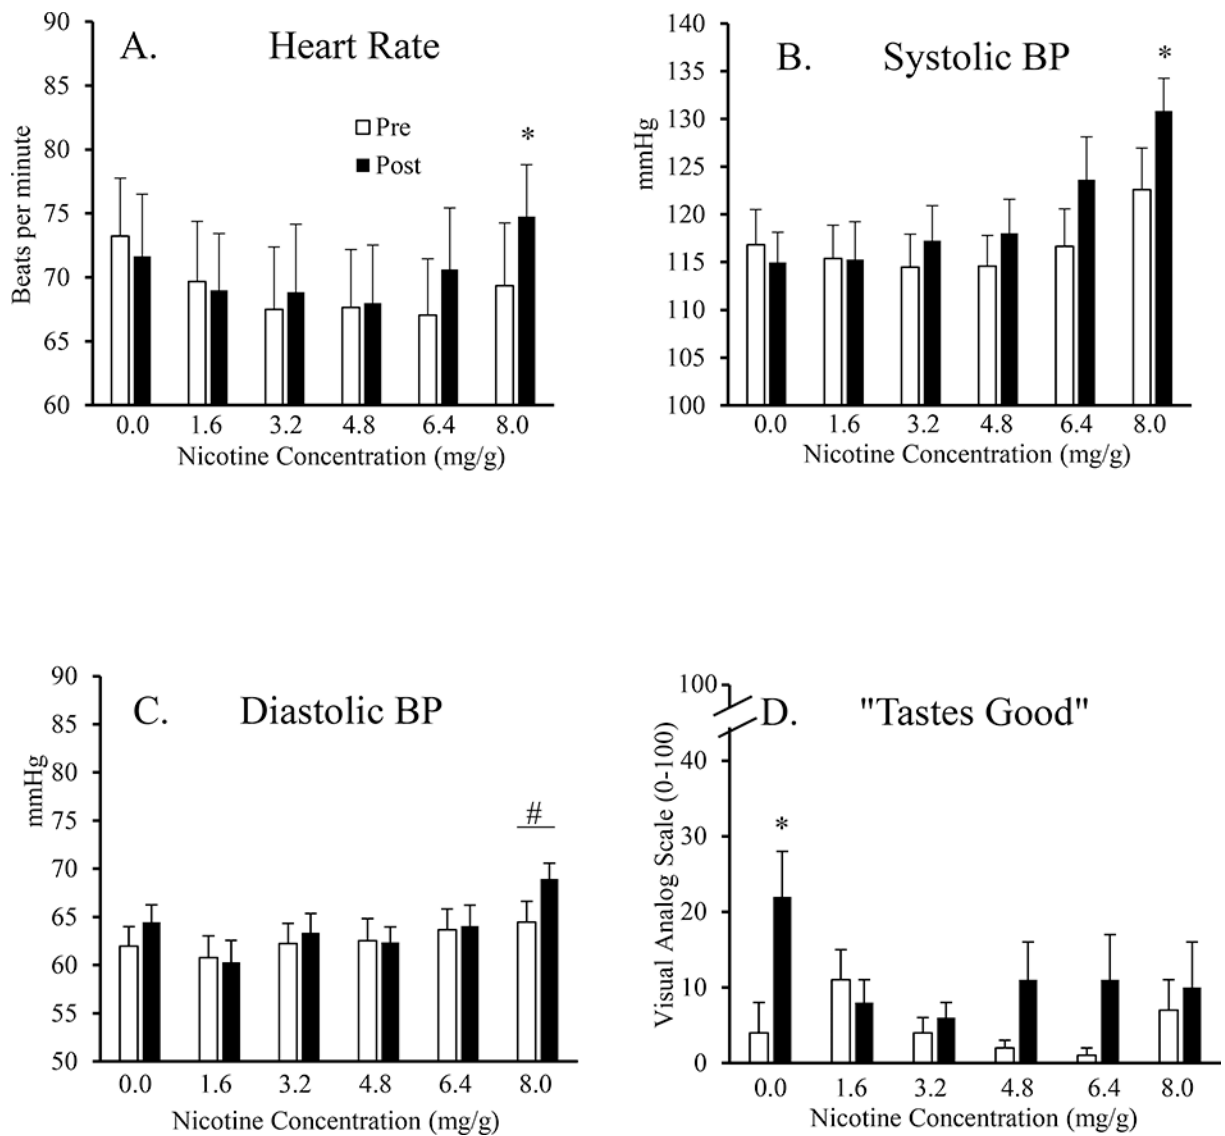 A. Heart Rate
90
85
80
75
70
65
60
Beats per minute
Pre
Post
*
0.0 1.6 3.2 4.8 6.4 8.0
Nicotine Concentration (mg/g)
B. Systolic BP
140
135
130
125
120
115
110
105
100
mmHg
*
0.0 1.6 3.2 4.8 6.4 8.0
Nicotine Concentration (mg/g)
C. Diastolic BP
90
85
80
75
70
65
60
55
50
mmHg
#
0.0 1.6 3.2 4.8 6.4 8.0
Nicotine Concentration (mg/g)
D. "Tastes Good"
100
40
30
20
10
0
Visual Analog Scale (0-100)
*
0.0 1.6 3.2 4.8 6.4 8.0
Nicotine Concentration (mg/g)